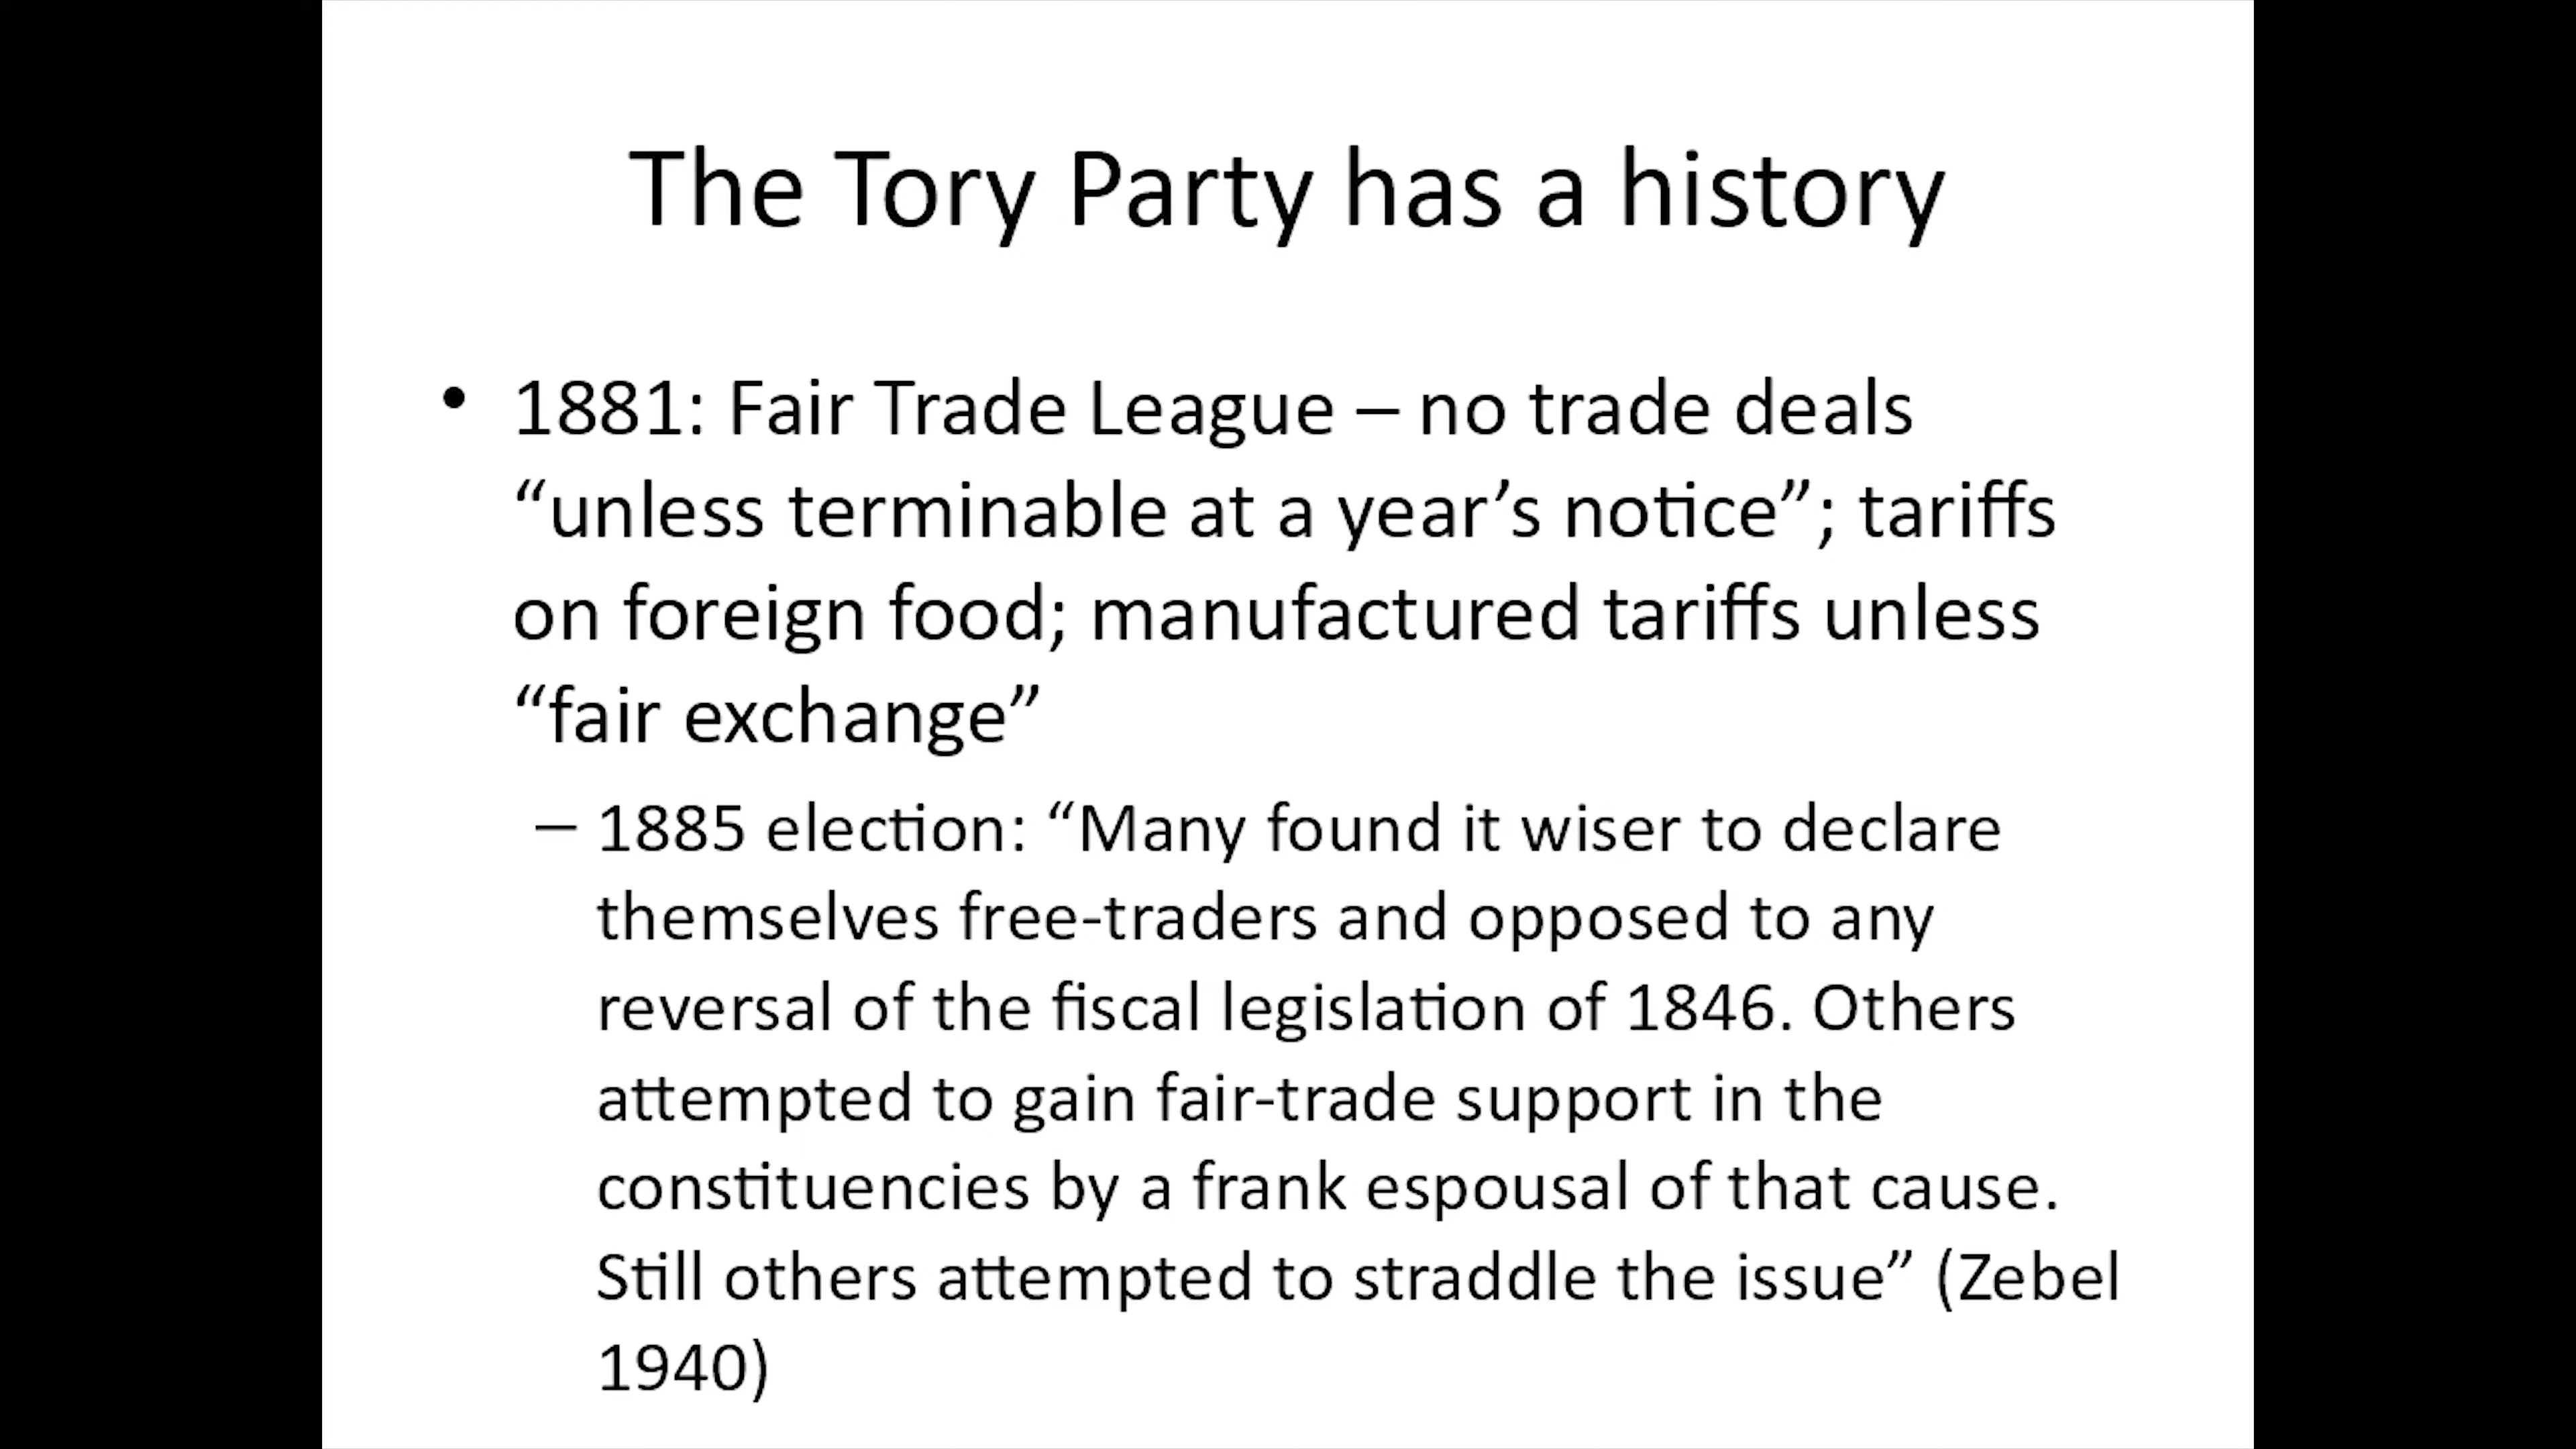 The Tory Party has a history
• 1881: Fair Trade League – no trade deals
“unless terminable at a year’s notice”; tariffs
on foreign food; manufactured tariffs unless
“fair exchange”
– 1885 election: “Many found it wiser to declare
themselves free-traders and opposed to any
reversal of the fiscal legislation of 1846. Others
attempted to gain fair-trade support in the
constituencies by a frank espousal of that cause.
Still others attempted to straddle the issue” (Zebel
1940)